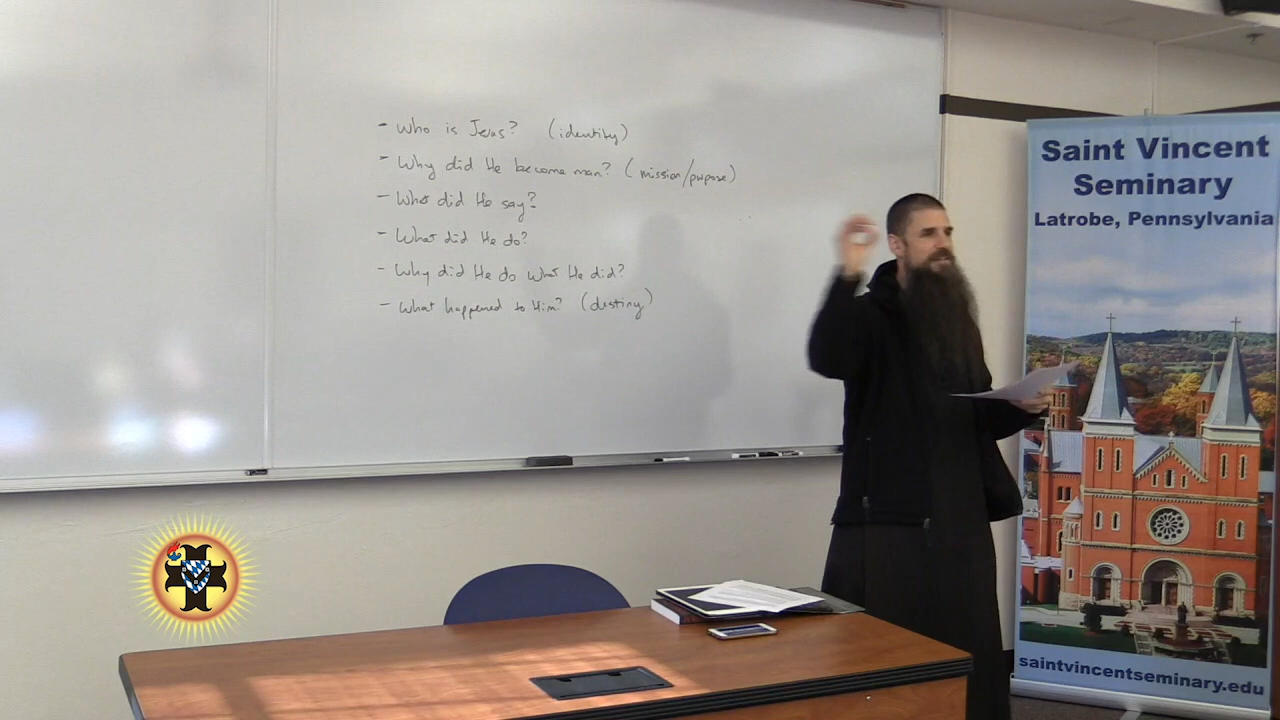 - Who is Jesus? (identity)
- Why did He become man? (mission/purpose)
- What did He say?
- What did He do?
- Why did He do what He did?
- What happened to Him? (destiny)
Saint Vincent
Seminary
Latrobe, Pennsylvania
saintvincentseminary.edu